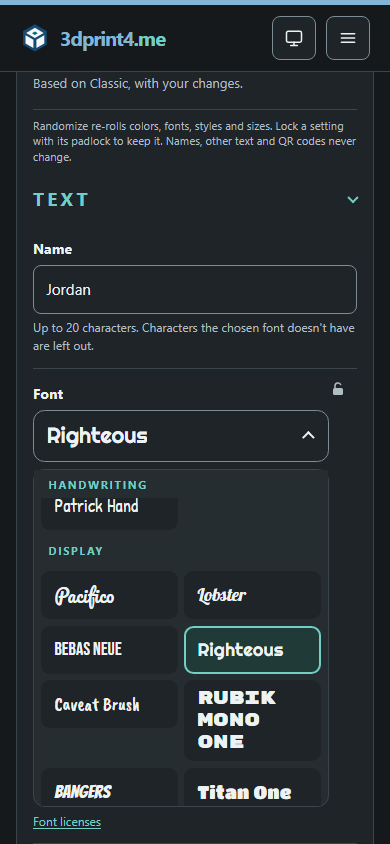 3dprint4.me
Based on Classic, with your changes.
Randomize re-rolls colors, fonts, styles and sizes. Lock a setting
with its padlock to keep it. Names, other text and QR codes never
change.
TEXT
Name
Jordan
Up to 20 characters. Characters the chosen font doesn't have
are left out.
Font
Righteous
HANDWRITING
Patrick Hand
DISPLAY
Pacifico
Lobster
BEBAS NEUE
Righteous
Caveat Brush
RUBIK
MONO
ONE
BANGERS
Titan One
Font licenses